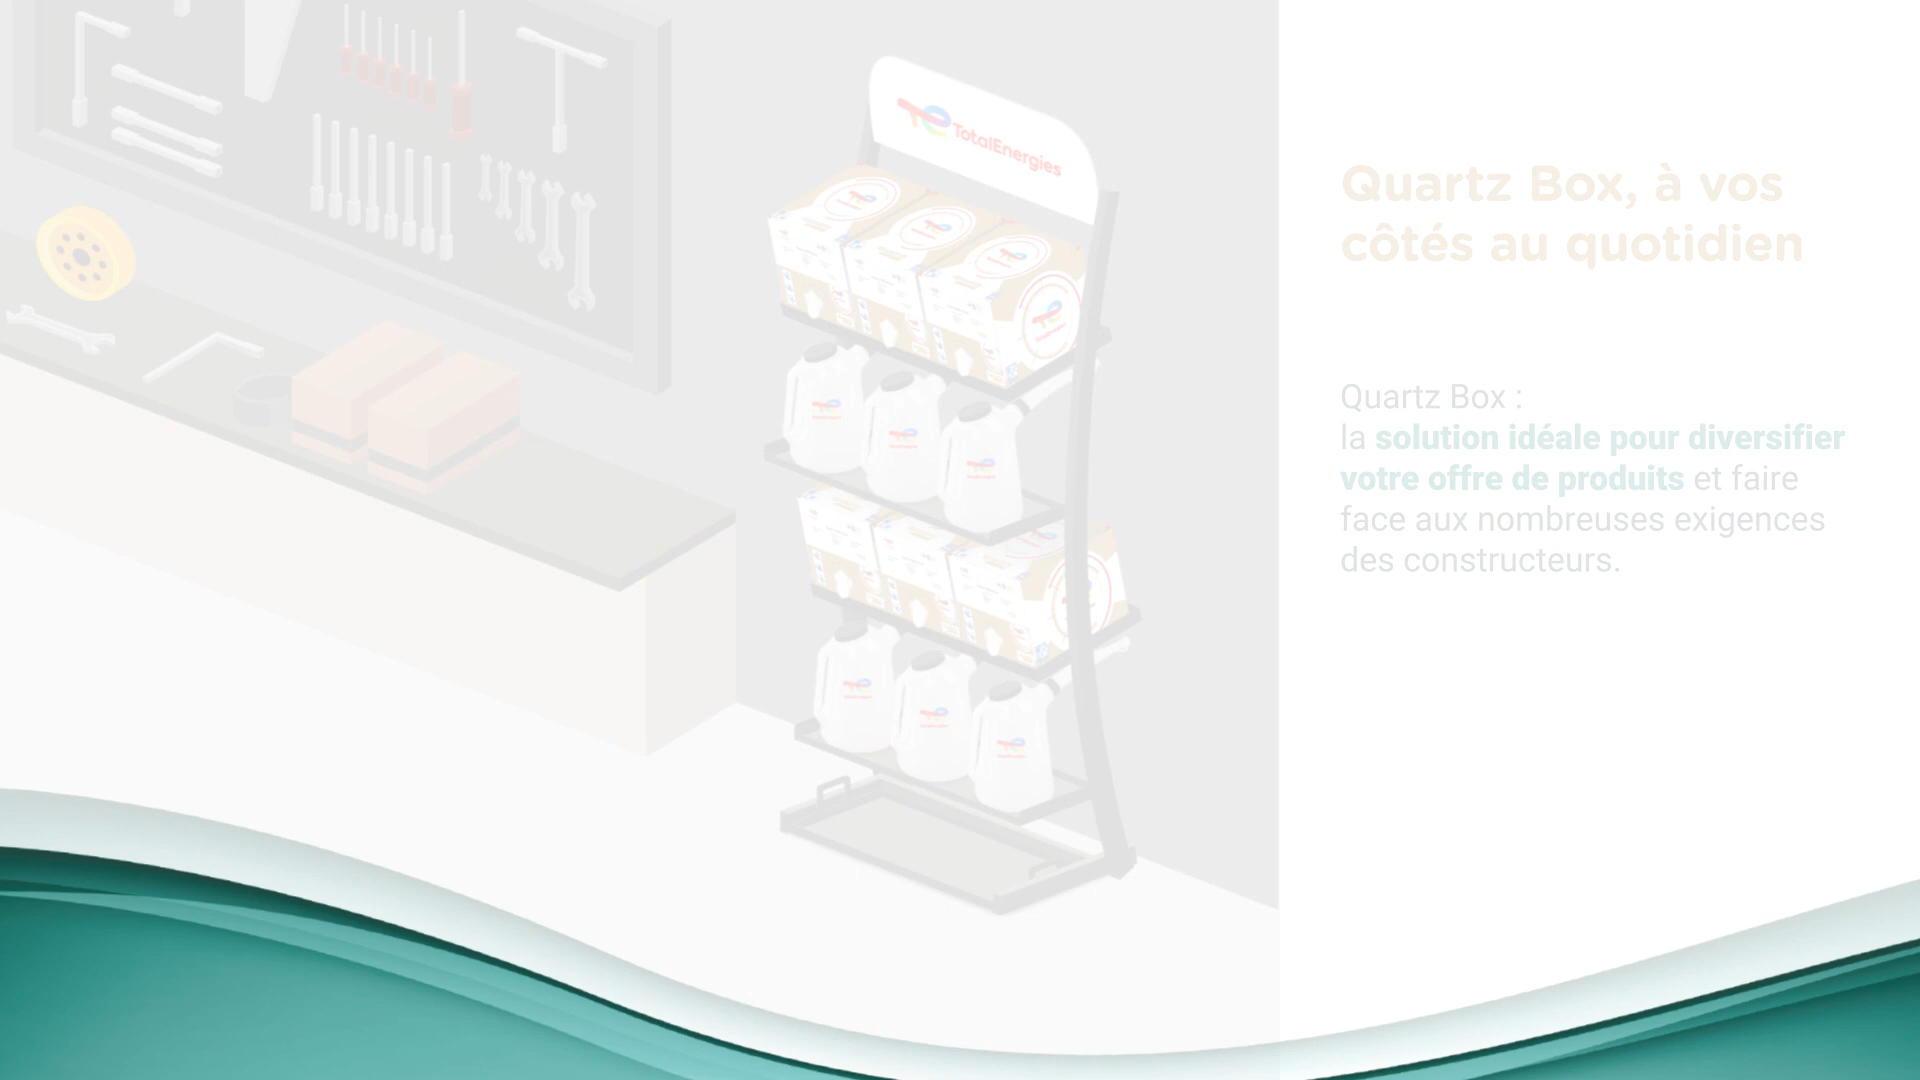 TotalEnergies
Quartz Box, à vos
côtés au quotidien
Quartz Box :
la solution idéale pour diversifier
votre offre de produits et faire
face aux nombreuses exigences
des constructeurs.